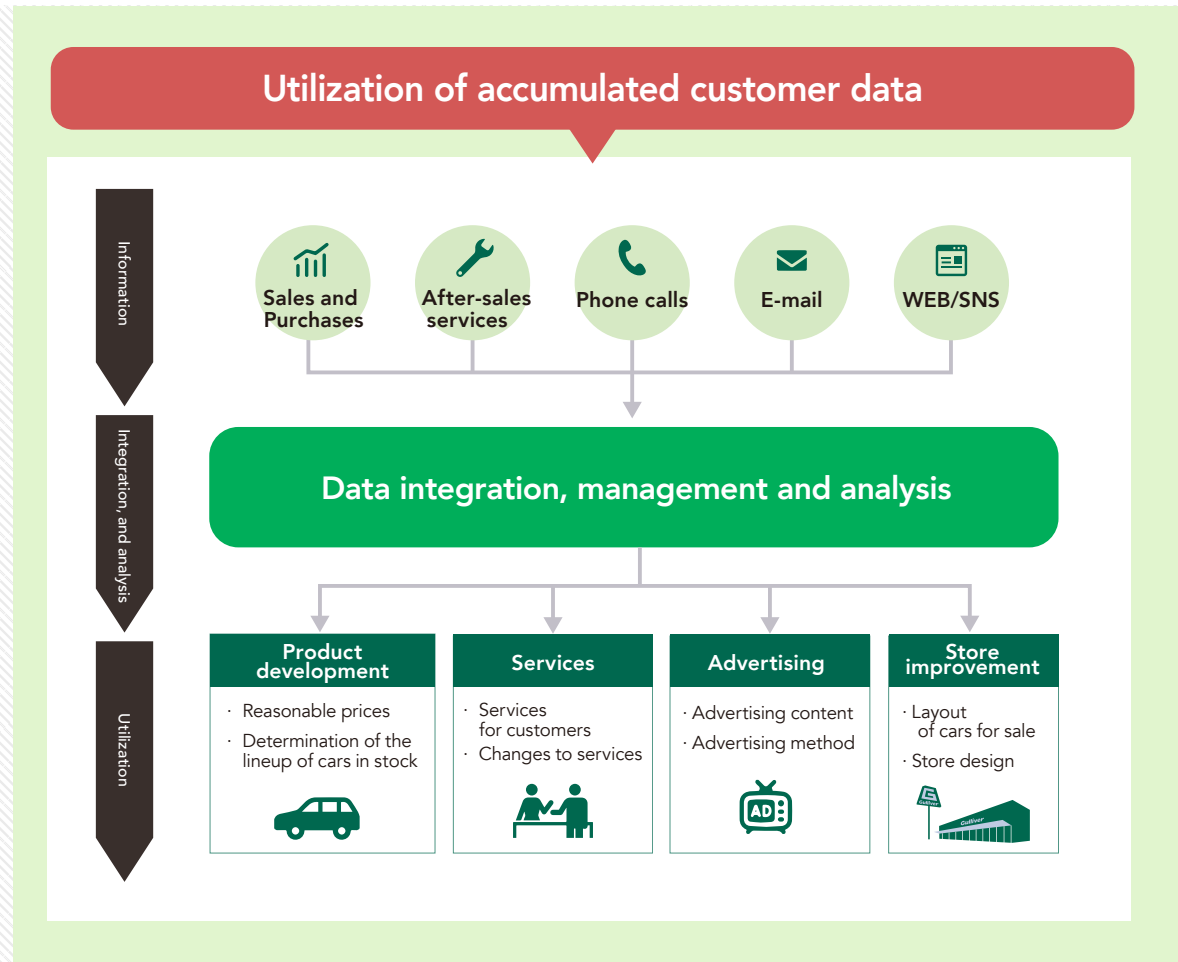 Utilization of accumulated customer data
Information
Sales and
Purchases
After-sales
services
Phone calls
E-mail
WEB/SNS
Integration, and analysis
Data integration, management and analysis
Utilization
Product
development
· Reasonable prices
· Determination of the
lineup of cars in stock
Services
· Services
for customers
· Changes to services
Advertising
· Advertising content
· Advertising method
AD
Store
improvement
· Layout
of cars for sale
· Store design
G
Gulliver
Gulliver